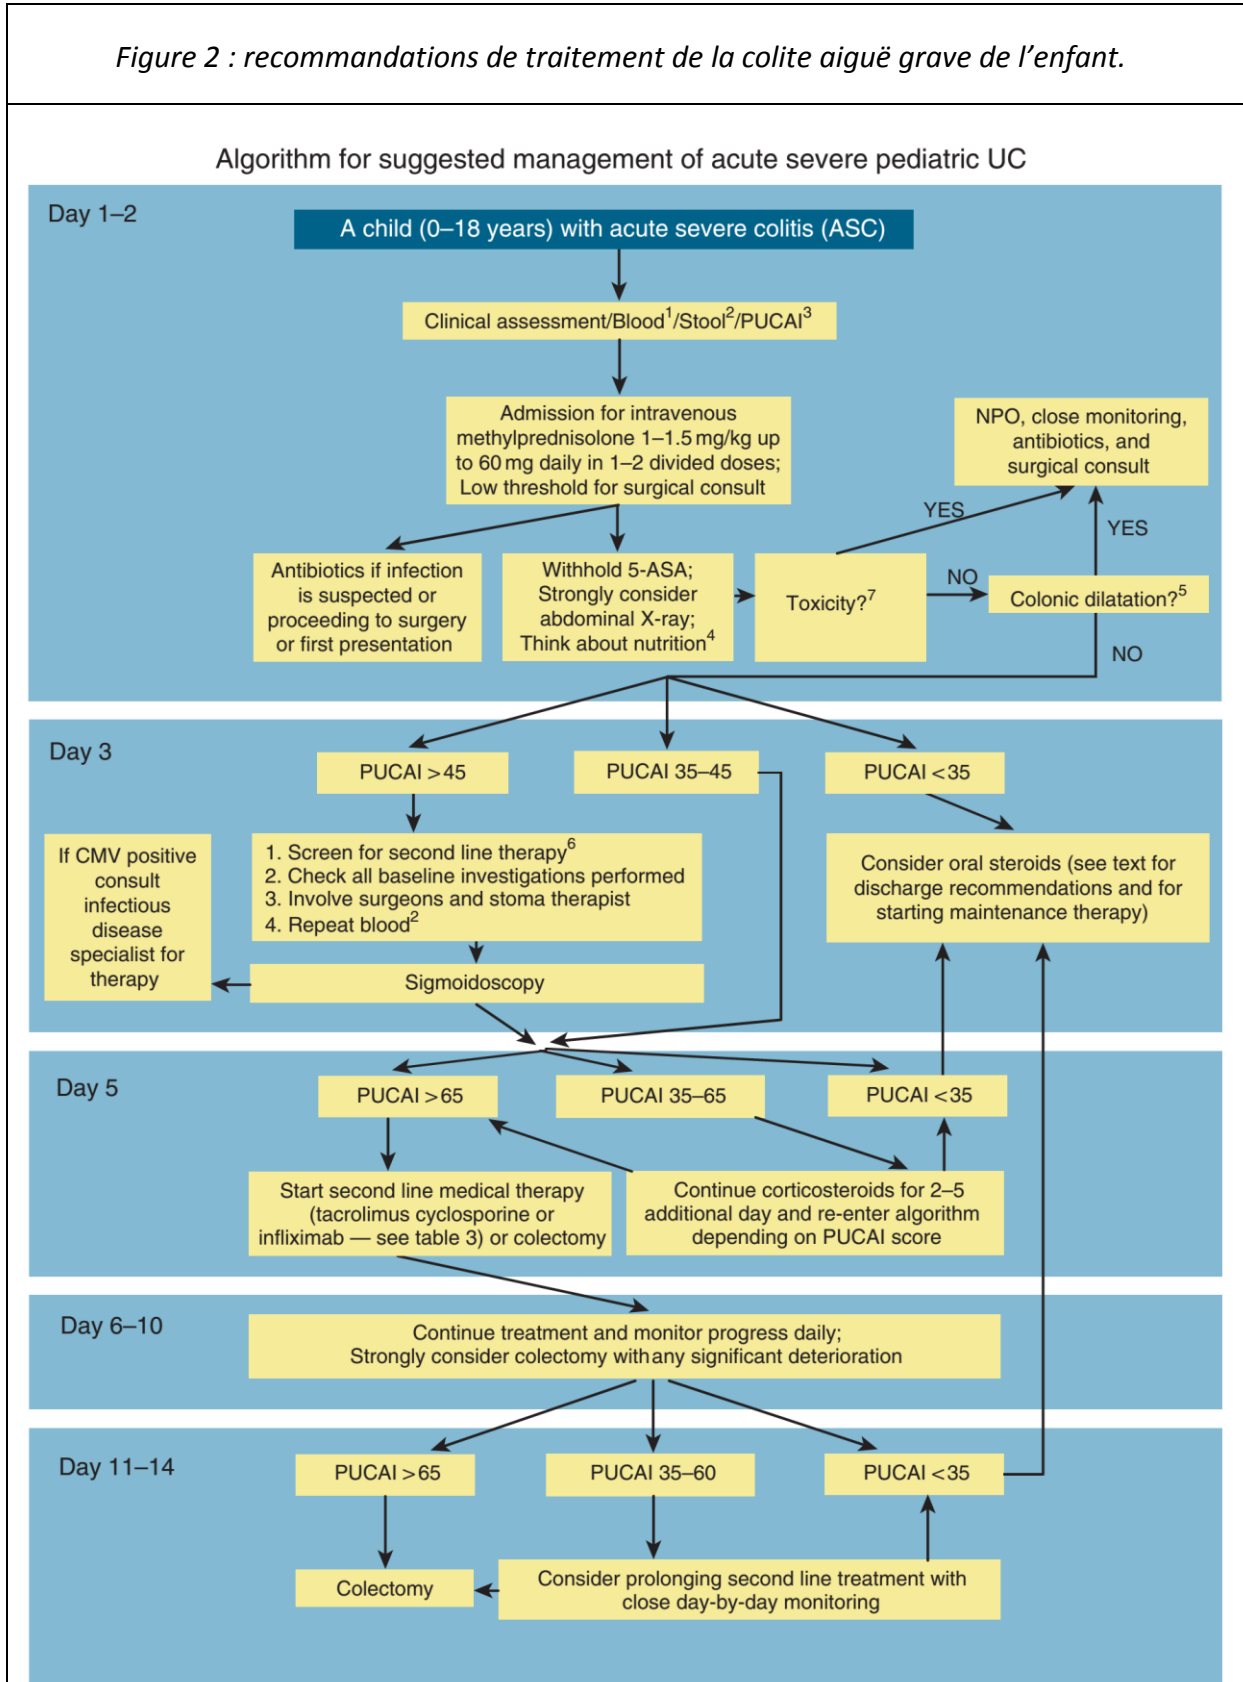 Figure 2 : recommandations de traitement de la colite aiguë grave de l’enfant.
Algorithm for suggested management of acute severe pediatric UC
Day 1–2
A child (0–18 years) with acute severe colitis (ASC)
Clinical assessment/Blood1/Stool2/PUCAI3
Admission for intravenous
methylprednisolone 1–1.5 mg/kg up
to 60 mg daily in 1–2 divided doses;
Low threshold for surgical consult
NPO, close monitoring,
antibiotics, and
surgical consult
YES
YES
Antibiotics if infection
is suspected or
proceeding to surgery
or first presentation
Withhold 5-ASA;
Strongly consider
abdominal X-ray;
Think about nutrition4
Toxicity?7
NO
Colonic dilatation?5
NO
Day 3
PUCAI >45
PUCAI 35–45
PUCAI <35
If CMV positive
consult
infectious
disease
specialist for
therapy
1. Screen for second line therapy6
2. Check all baseline investigations performed
3. Involve surgeons and stoma therapist
4. Repeat blood2
Consider oral steroids (see text for
discharge recommendations and for
starting maintenance therapy)
Sigmoidoscopy
Day 5
PUCAI >65
PUCAI 35–65
PUCAI <35
Start second line medical therapy
(tacrolimus cyclosporine or
infliximab — see table 3) or colectomy
Continue corticosteroids for 2–5
additional day and re-enter algorithm
depending on PUCAI score
Day 6–10
Continue treatment and monitor progress daily;
Strongly consider colectomy with any significant deterioration
Day 11–14
PUCAI >65
PUCAI 35–60
PUCAI <35
Colectomy
Consider prolonging second line treatment with
close day-by-day monitoring